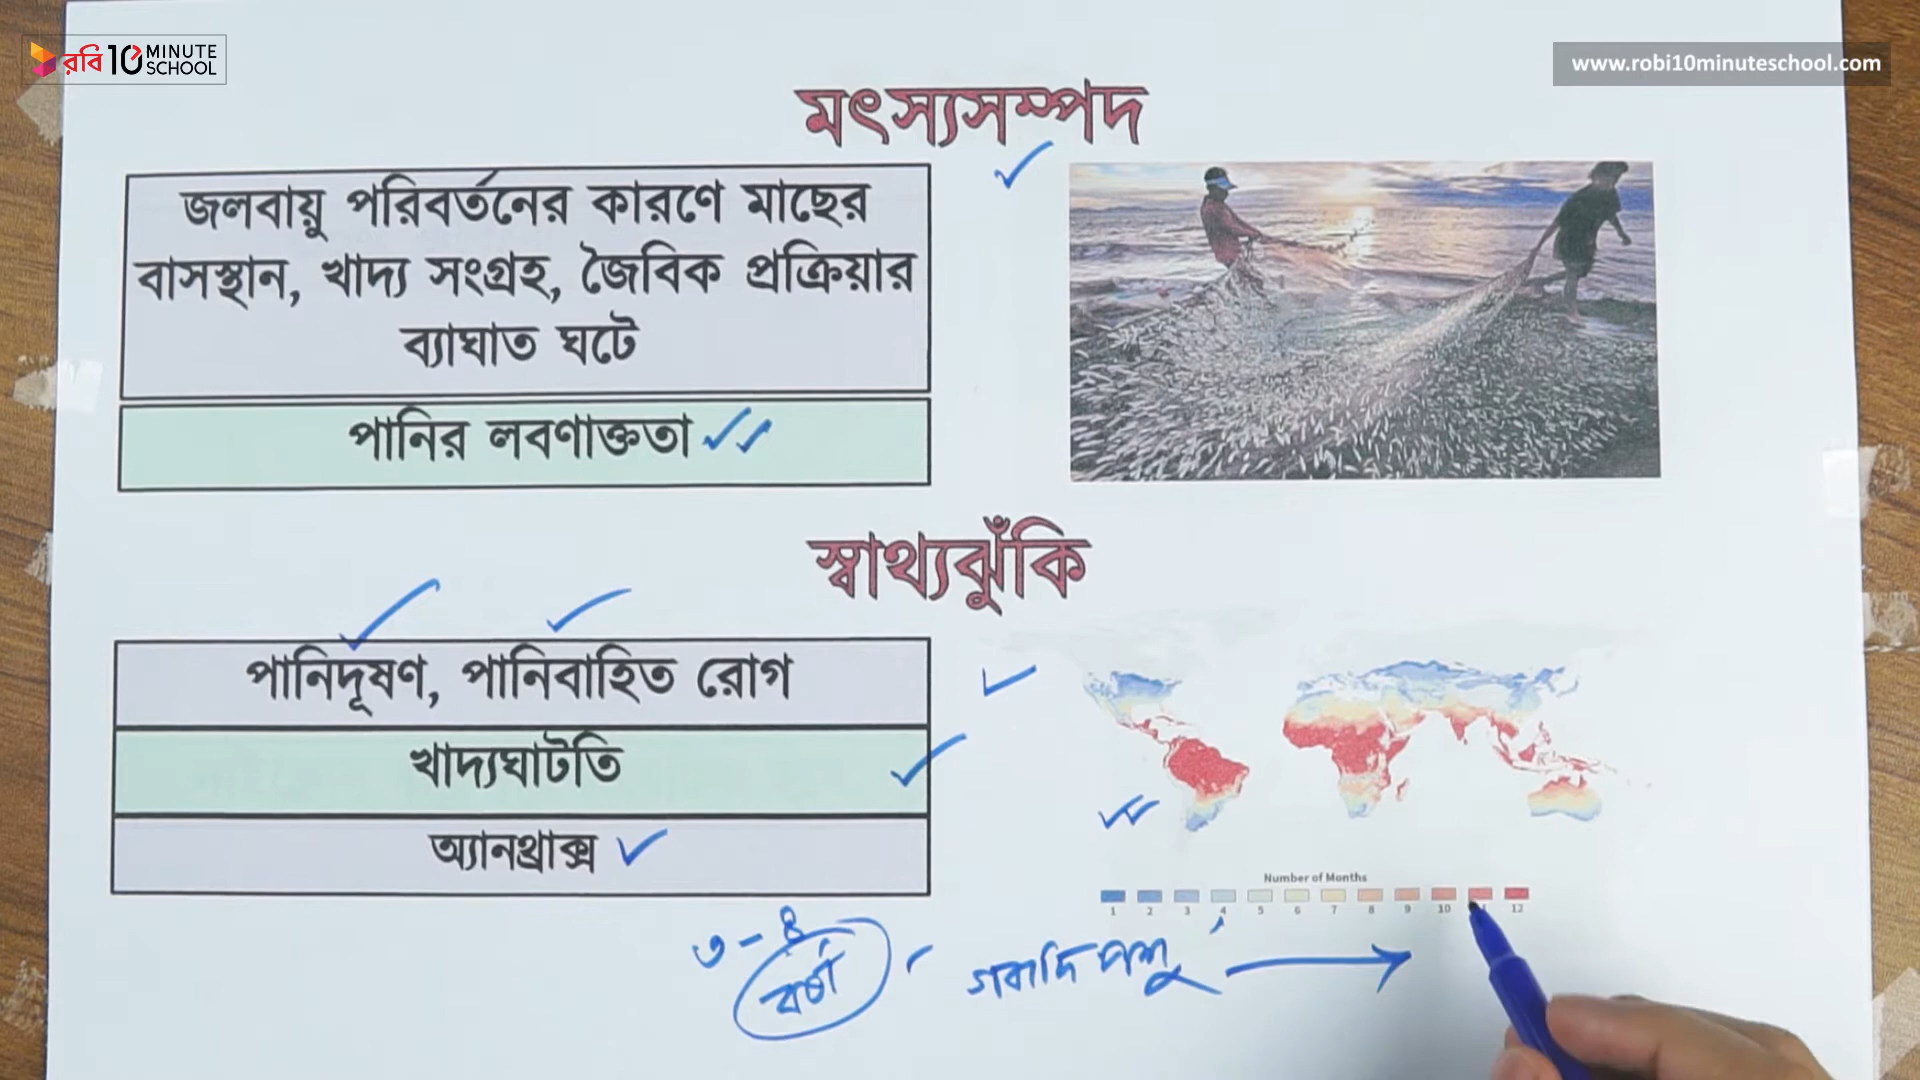 রবি 10 MINUTE SCHOOL
www.robi10minuteschool.com
মৎস্যসম্পদ
জলবায়ু পরিবর্তনের কারণে মাছের
বাসস্থান, খাদ্য সংগ্রহ, জৈবিক প্রক্রিয়ার
ব্যাঘাত ঘটে
পানির লবণাক্ততা
স্বাথ্যঝুঁকি
পানিদূষণ, পানিবাহিত রোগ
খাদ্যঘাটতি
অ্যানথ্রাক্স
Number of Months
1 2 3 4 5 6 7 8 9 10 12
৩ - ৪
বর্ষা
গবাদি পশু